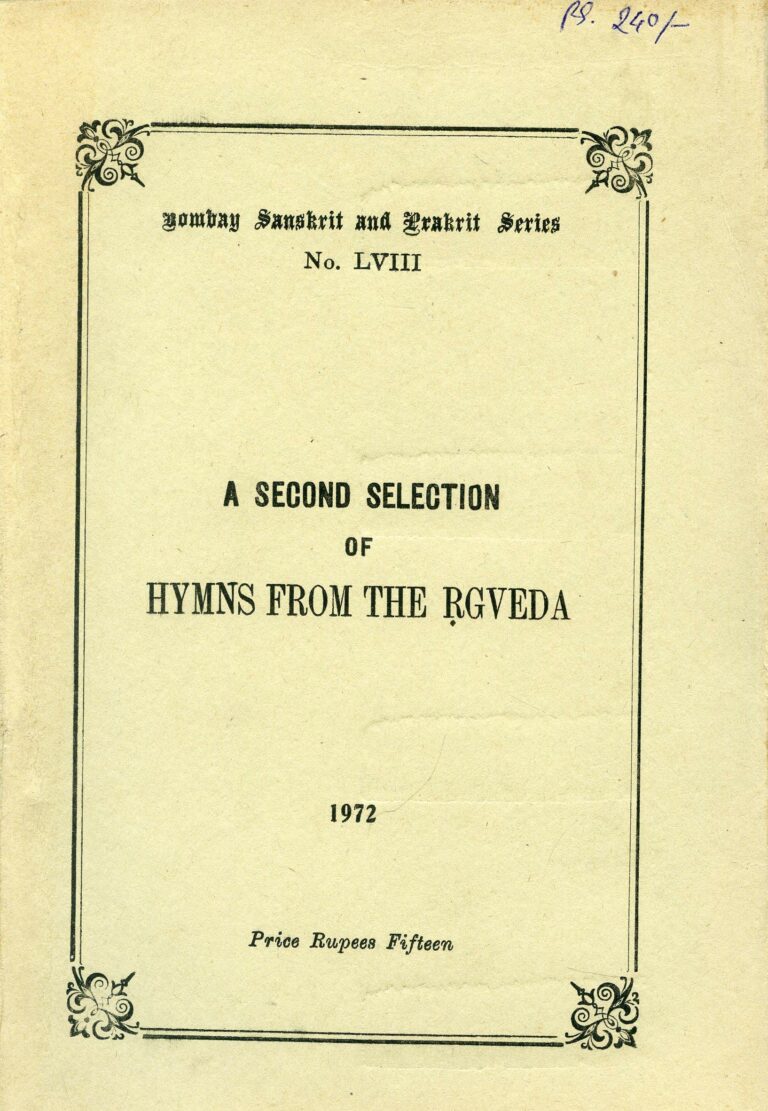 Rs. 240/-
Bombay Sanskrit and Prakrit Series
No. LVIII
A SECOND SELECTION
OF
HYMNS FROM THE ṚGVEDA
1972
Price Rupees Fifteen